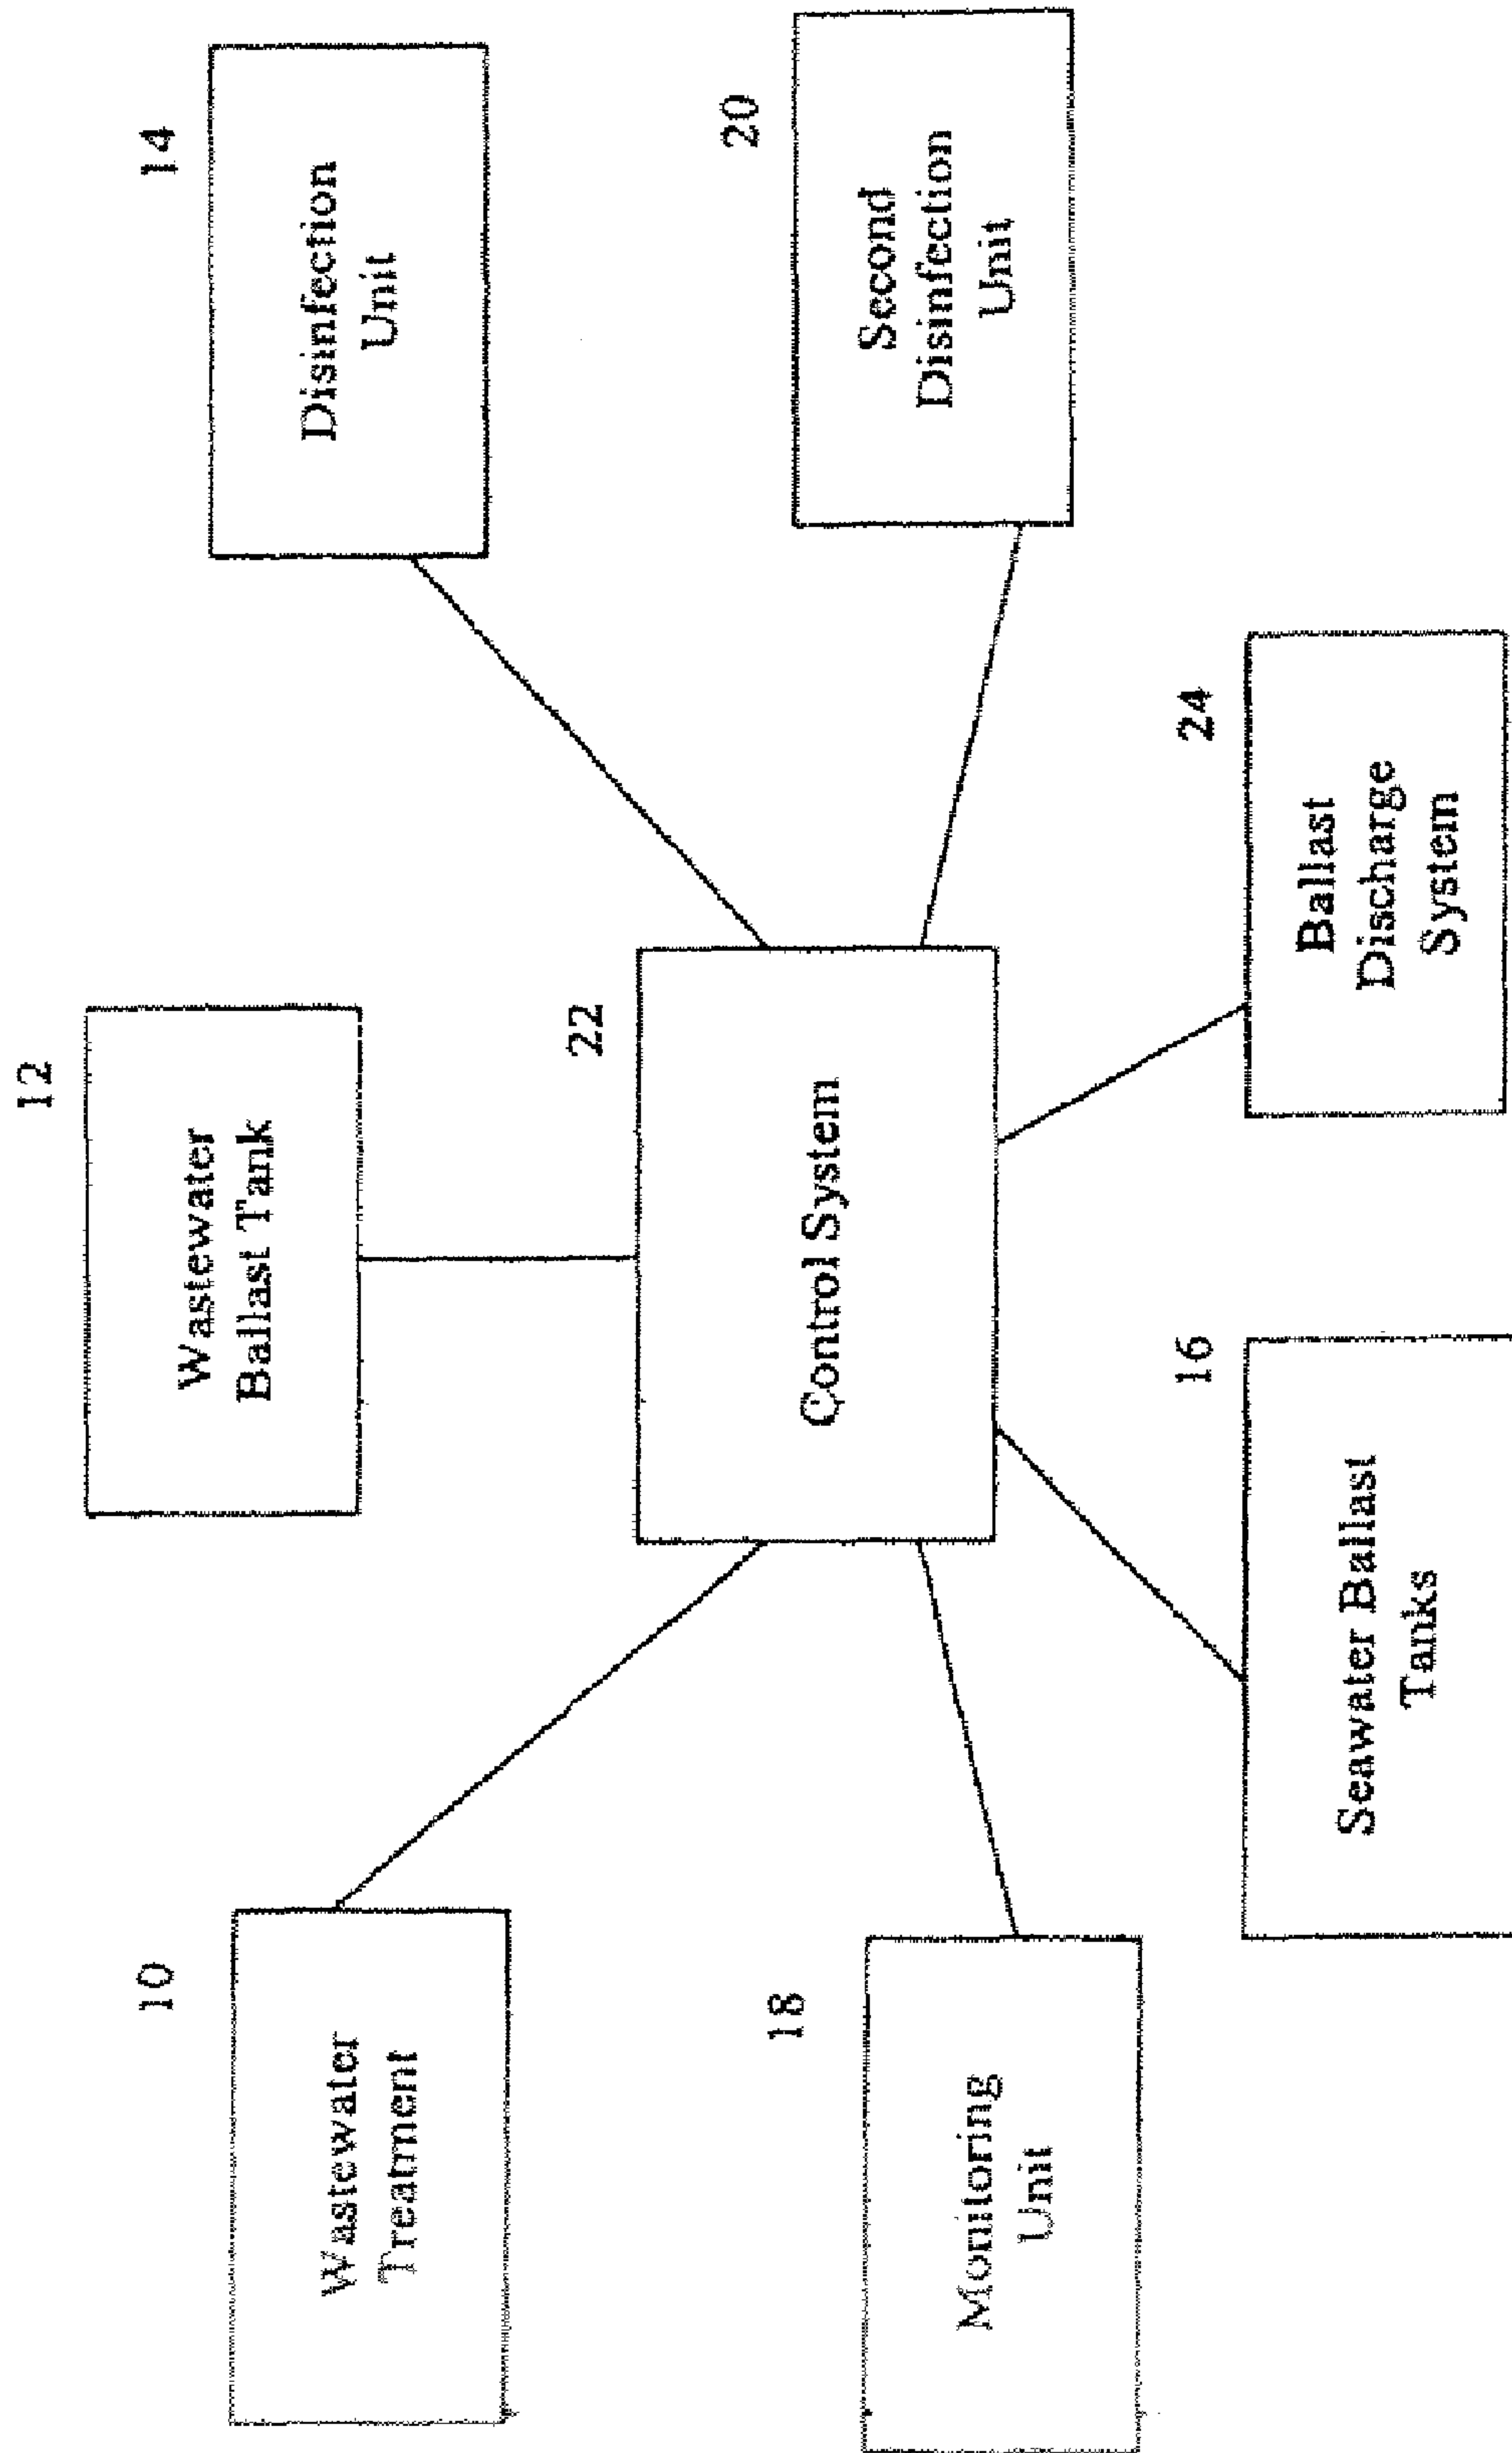 12
Wastewater
Ballast Tank
10
Wastewater
Treatment
14
Disinfection
Unit
22
Control System
18
Monitoring
Unit
20
Second
Disinfection
Unit
16
Seawater Ballast
Tanks
24
Ballast
Discharge
System